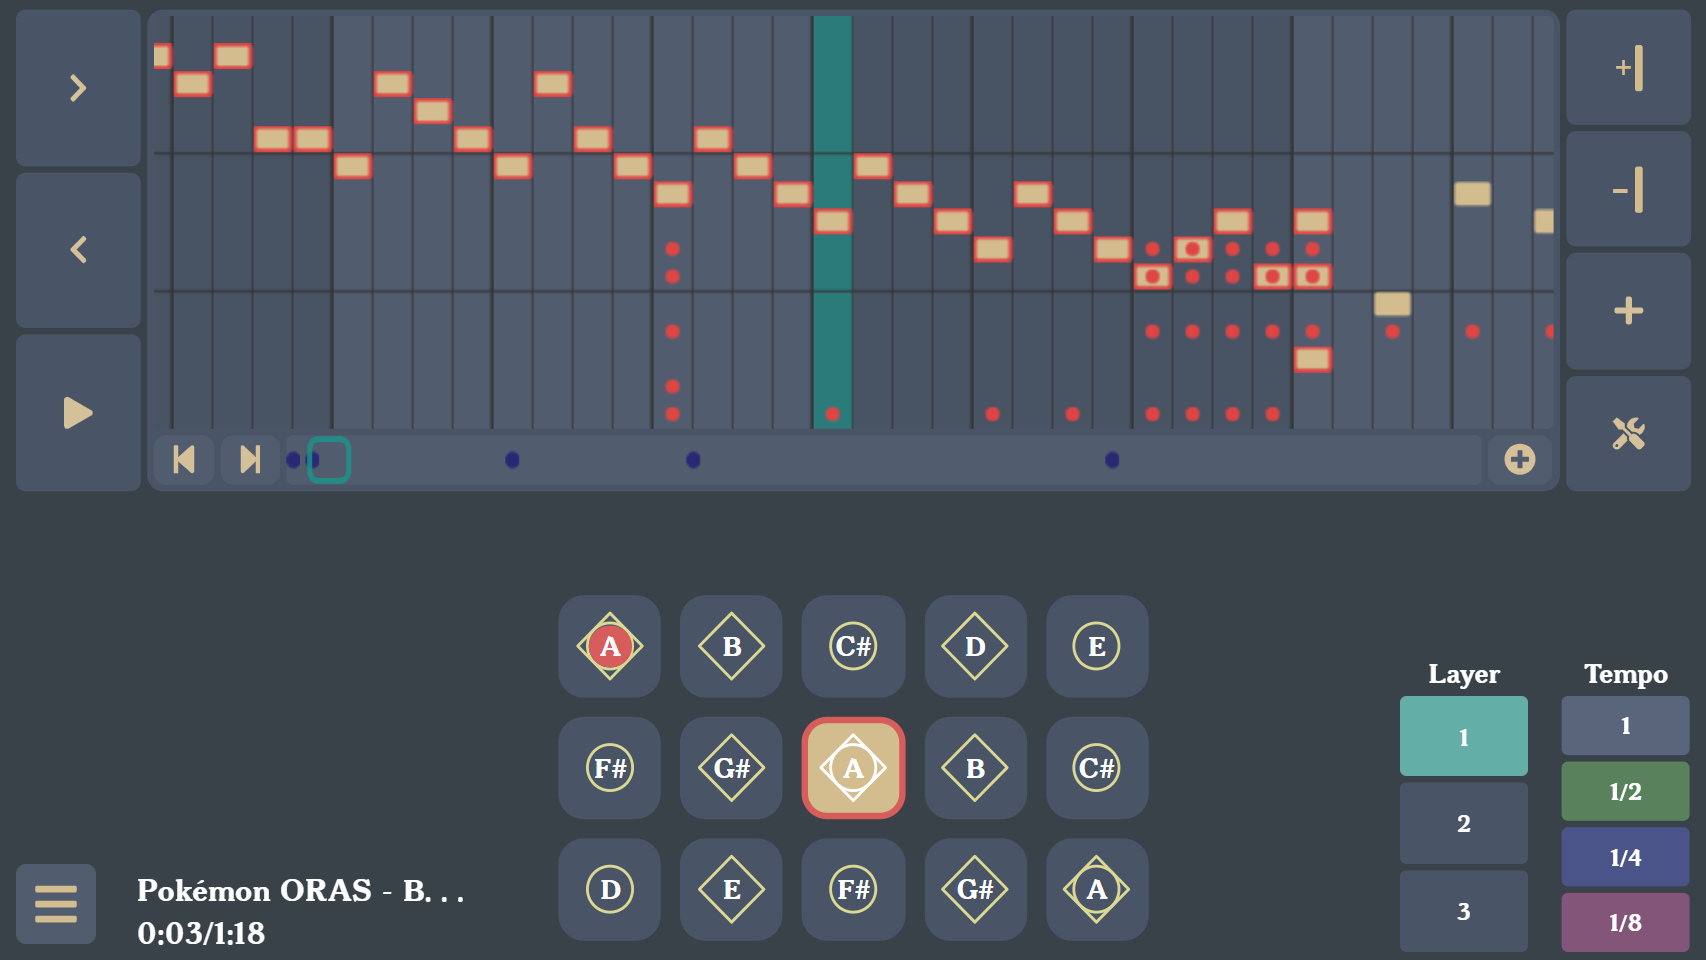 A B C# D E
F# G# A B C#
D E F# G# A
Layer
1
2
3
Tempo
1
1/2
1/4
1/8
Pokémon ORAS - B. . .
0:03/1:18